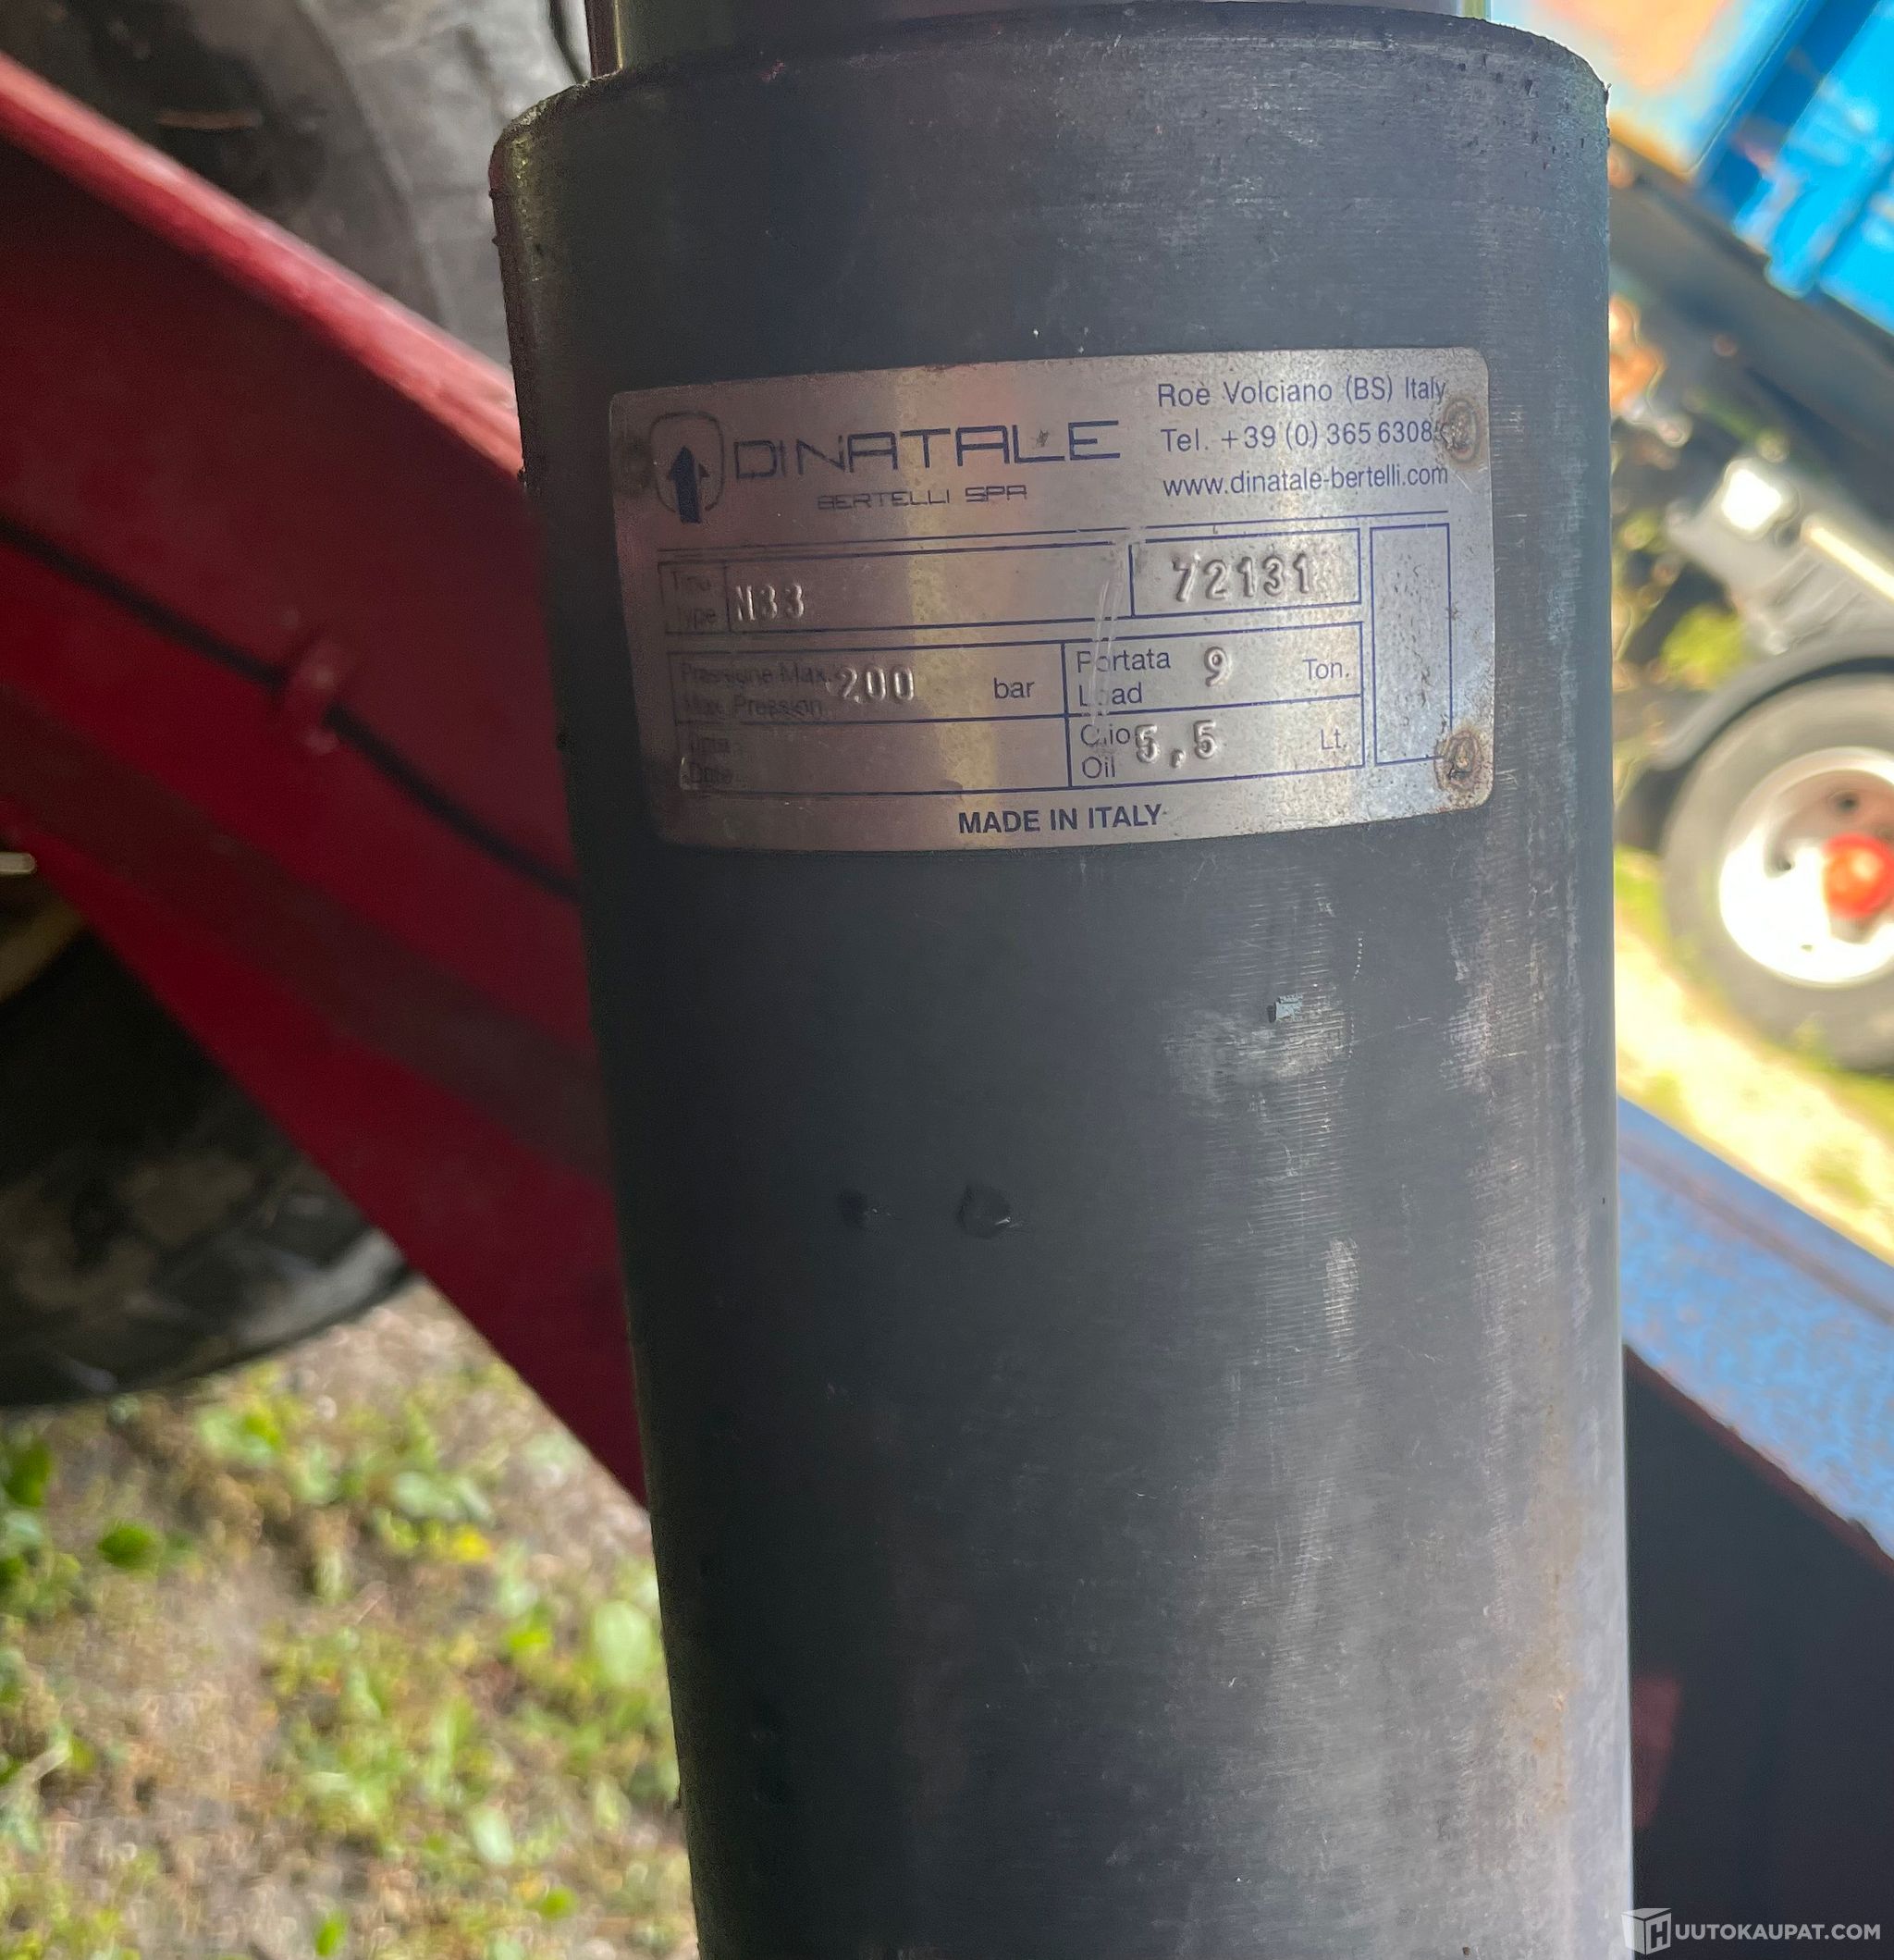 DINATALE
BERTELLI SPA
Roè Volciano (BS) Italy
Tel. +39 (0) 365 6308
www.dinatale-bertelli.com
Tipo
Type
N33
72131
Pressione Max.
Max Pression
200
bar
Portata
Load
9
Ton.
Data
Date
Olio
Oil
5,5
Lt.
MADE IN ITALY
HUUTOKAUPAT.COM